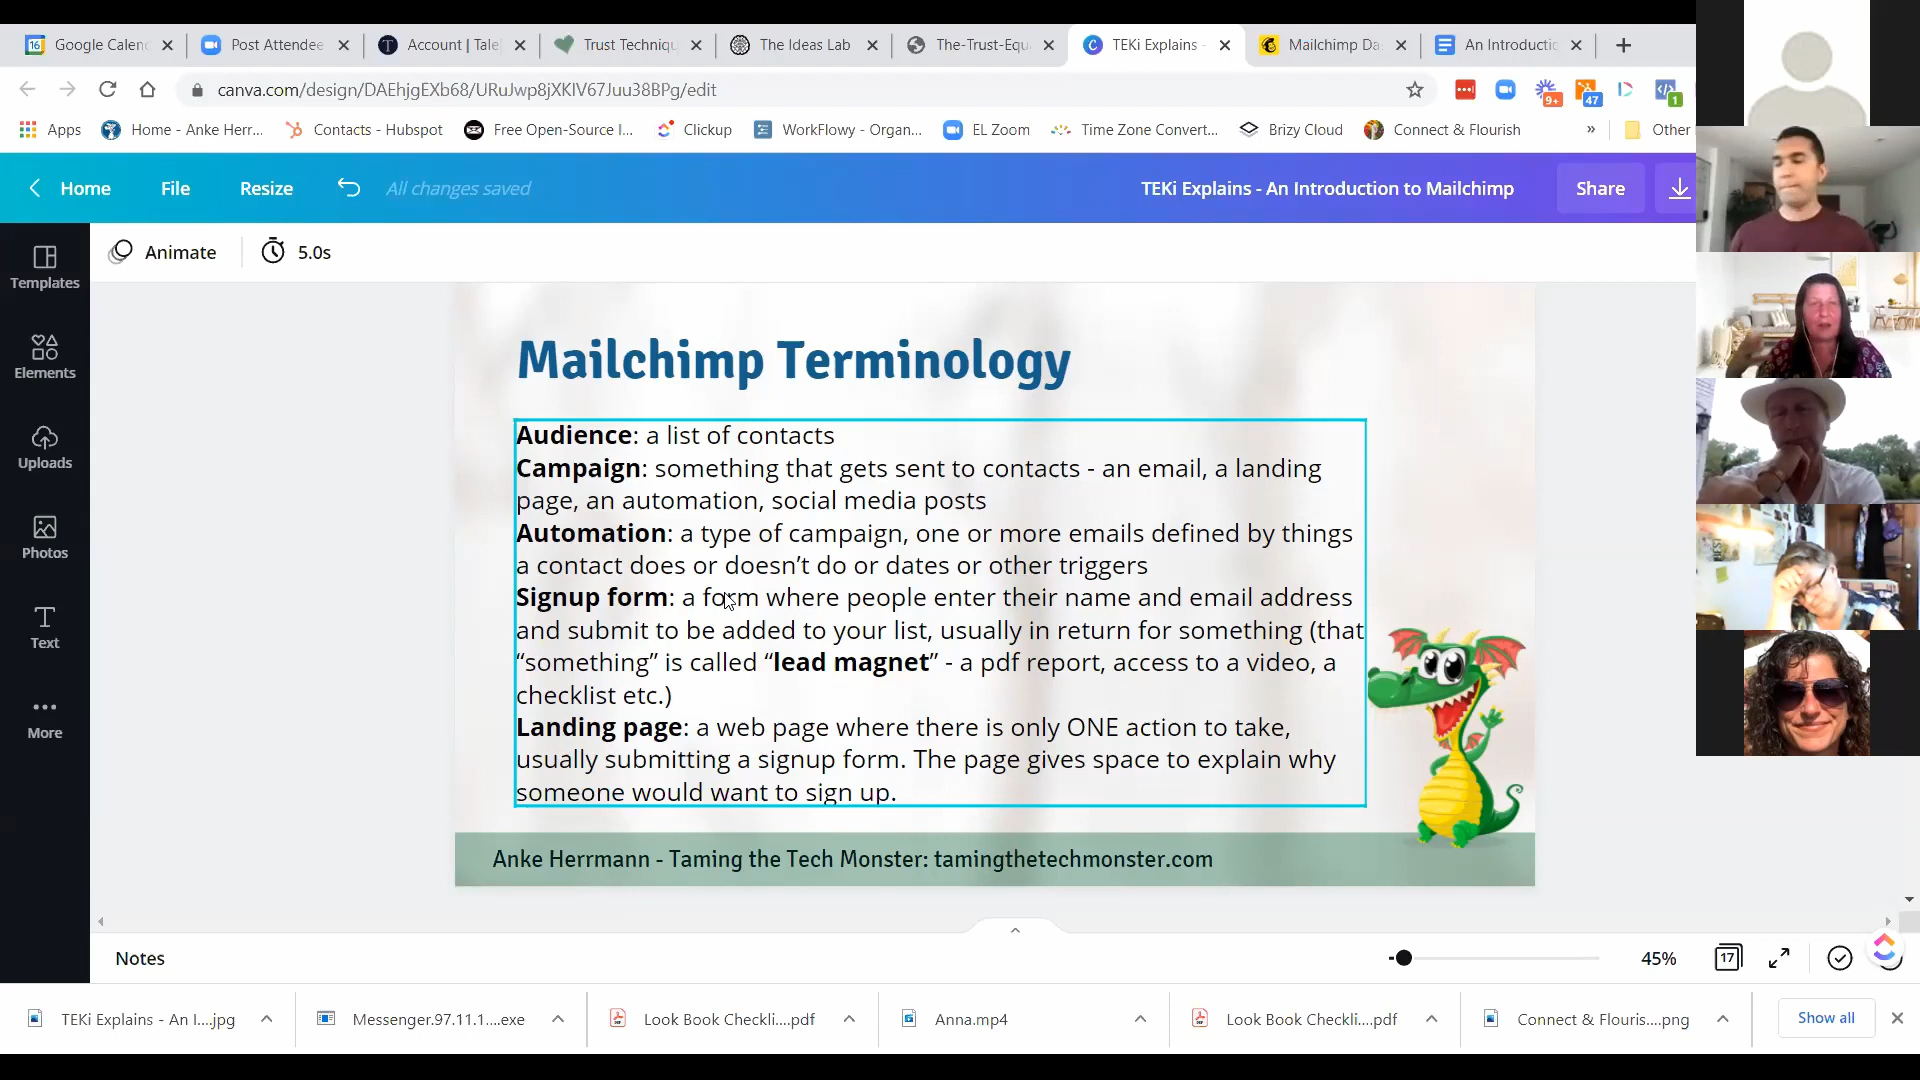 16 Google Calen
Post Attendee
Account | Tale
Trust Techniqu
The Ideas Lab
The-Trust-Equ
TEKi Explains -
Mailchimp Da
An Introductio
canva.com/design/DAEhjgEXb68/URuJwp8jXKlV67Juu38BPg/edit
9+
47
1
Apps
Home - Anke Herr...
Contacts - Hubspot
Free Open-Source I...
Clickup
WorkFlowy - Organ...
EL Zoom
Time Zone Convert...
Brizy Cloud
Connect & Flourish
»
Other
Home
File
Resize
All changes saved
TEKi Explains - An Introduction to Mailchimp
Share
Animate
5.0s
Templates
Elements
Uploads
Photos
Text
More
Mailchimp Terminology
Audience: a list of contacts
Campaign: something that gets sent to contacts - an email, a landing
page, an automation, social media posts
Automation: a type of campaign, one or more emails defined by things
a contact does or doesn't do or dates or other triggers
Signup form: a form where people enter their name and email address
and submit to be added to your list, usually in return for something (that
“something” is called “lead magnet” - a pdf report, access to a video, a
checklist etc.)
Landing page: a web page where there is only ONE action to take,
usually submitting a signup form. The page gives space to explain why
someone would want to sign up.
Anke Herrmann - Taming the Tech Monster: tamingthetechmonster.com
Notes
45%
17
TEKi Explains - An I....jpg
Messenger.97.11.1....exe
Look Book Checkli....pdf
Anna.mp4
Look Book Checkli....pdf
Connect & Flouris....png
Show all